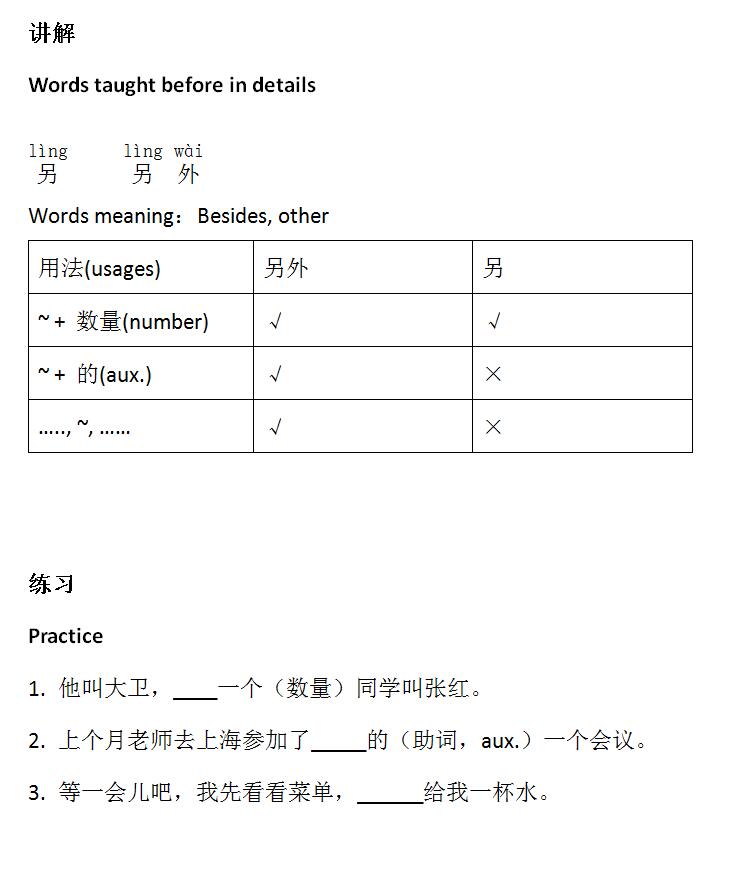 讲解
Words taught before in details
lìng lìng wài
另 另 外
Words meaning：Besides, other
用法(usages) 另外 另
~ + 数量(number) √ √
~ + 的(aux.) √ ×
….., ~, …… √ ×
练习
Practice
1. 他叫大卫，____一个（数量）同学叫张红。
2. 上个月老师去上海参加了_____的（助词，aux.）一个会议。
3. 等一会儿吧，我先看看菜单，______给我一杯水。